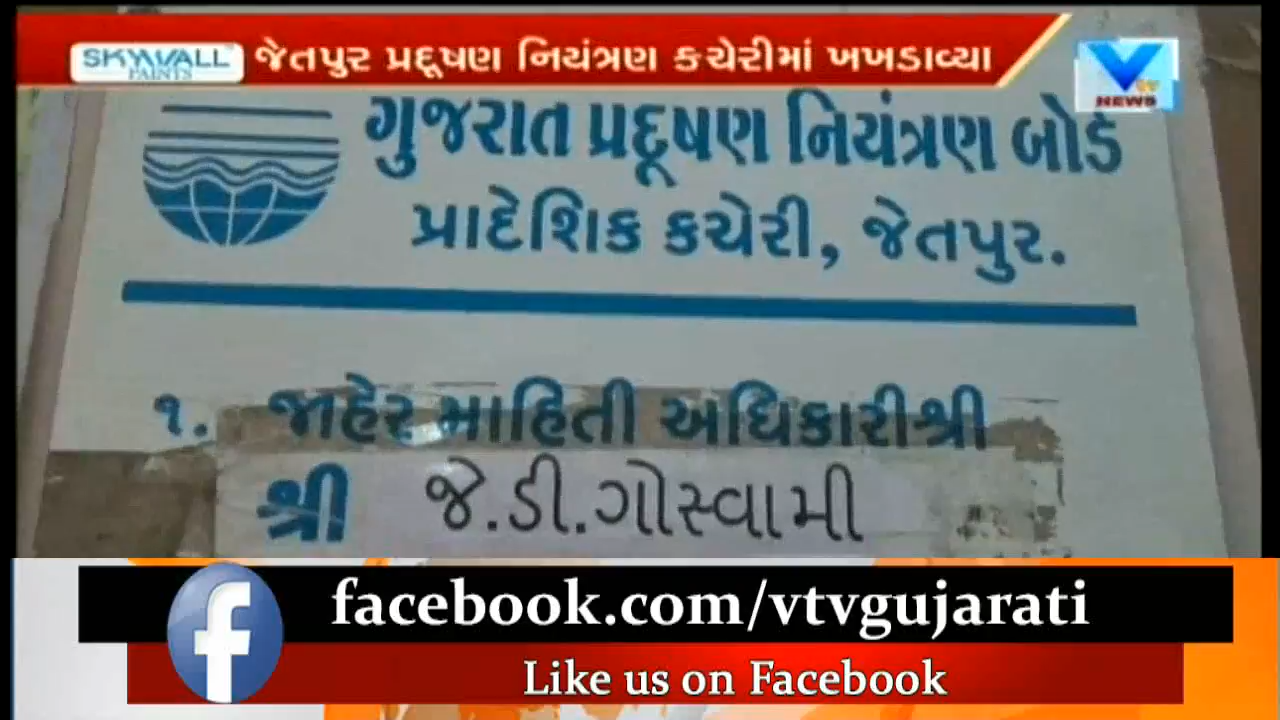 SKYWALL
PAINTS
જેતપુર પ્રદૂષણ નિયંત્રણ કચેરીમાં ખખડાવ્યા
V tv
NEWS
ગુજરાત પ્રદૂષણ નિયંત્રણ બોર્ડ
પ્રાદેશિક કચેરી, જેતપુર.
૧. જાહેર માહિતી અધિકારીશ્રી
શ્રી જે.ડી.ગોસ્વામી
facebook.com/vtvgujarati
Like us on Facebook